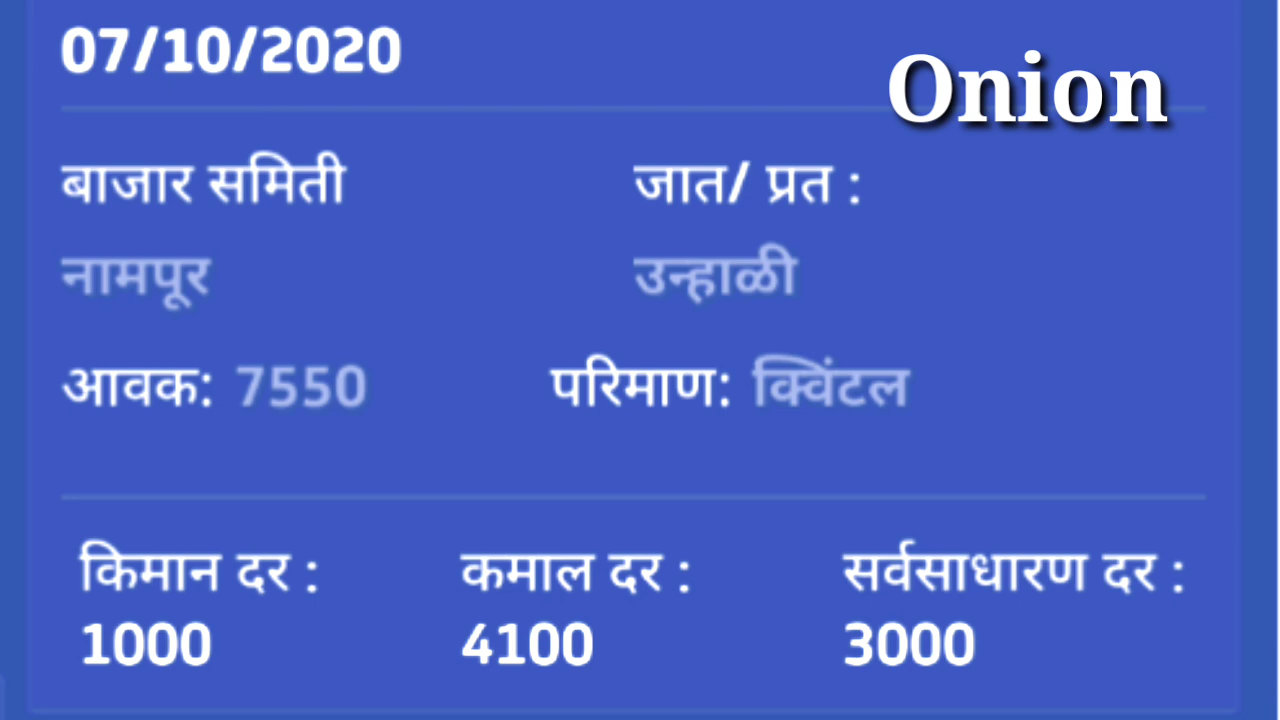 07/10/2020
Onion
बाजार समिती जात/ प्रत :
नामपूर उन्हाळी
आवक: 7550 परिमाण: क्विंटल
किमान दर : कमाल दर : सर्वसाधारण दर :
1000 4100 3000